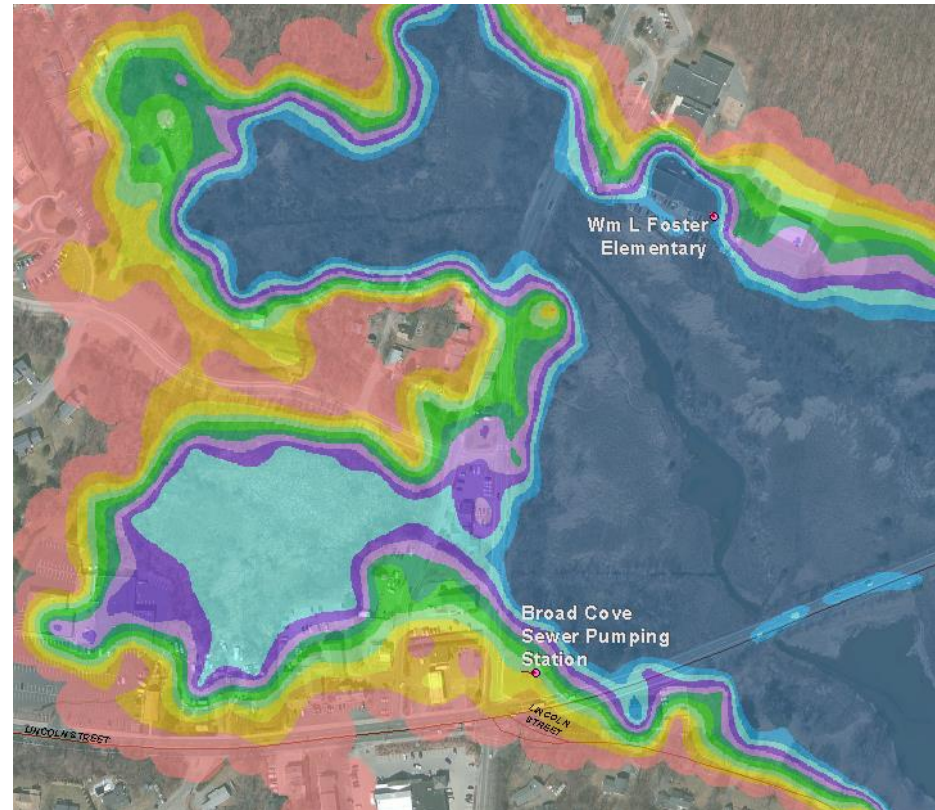 Wm L Foster
Elementary
Broad Cove
Sewer Pumping
Station
LINCOLN
STREET
LINCOLN STREET